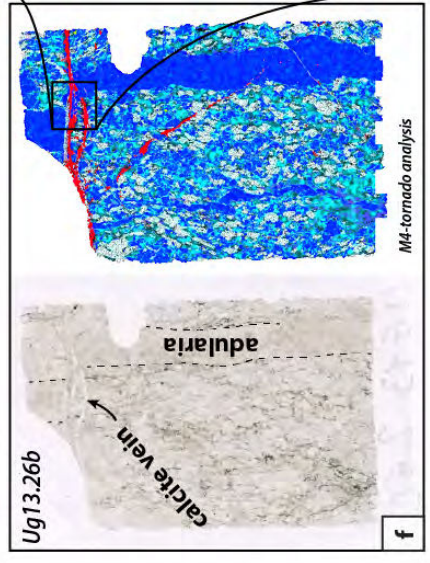 Ug13.26b
adularia
calcite vein
f
M4-tornado analysis